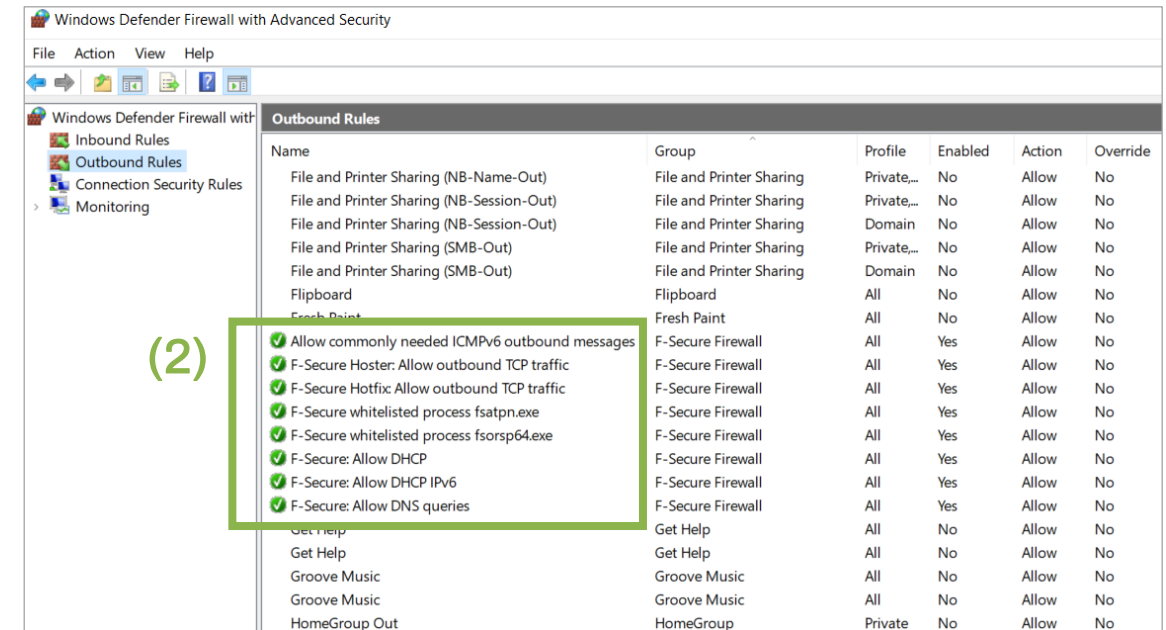 Windows Defender Firewall with Advanced Security
File Action View Help
Windows Defender Firewall with
Inbound Rules
Outbound Rules
Connection Security Rules
Monitoring
Outbound Rules
Name Group Profile Enabled Action Override
File and Printer Sharing (NB-Name-Out) File and Printer Sharing Private,... No Allow No
File and Printer Sharing (NB-Session-Out) File and Printer Sharing Private,... No Allow No
File and Printer Sharing (NB-Session-Out) File and Printer Sharing Domain No Allow No
File and Printer Sharing (SMB-Out) File and Printer Sharing Private,... No Allow No
File and Printer Sharing (SMB-Out) File and Printer Sharing Domain No Allow No
Flipboard Flipboard All No Allow No
Fresh Paint Fresh Paint All No Allow No
(2)
Allow commonly needed ICMPv6 outbound messages F-Secure Firewall All Yes Allow No
F-Secure Hoster: Allow outbound TCP traffic F-Secure Firewall All Yes Allow No
F-Secure Hotfix: Allow outbound TCP traffic F-Secure Firewall All Yes Allow No
F-Secure whitelisted process fsatpn.exe F-Secure Firewall All Yes Allow No
F-Secure whitelisted process fsorsp64.exe F-Secure Firewall All Yes Allow No
F-Secure: Allow DHCP F-Secure Firewall All Yes Allow No
F-Secure: Allow DHCP IPv6 F-Secure Firewall All Yes Allow No
F-Secure: Allow DNS queries F-Secure Firewall All Yes Allow No
Get Help Get Help All No Allow No
Get Help Get Help All No Allow No
Groove Music Groove Music All No Allow No
Groove Music Groove Music All No Allow No
HomeGroup Out HomeGroup Private No Allow No